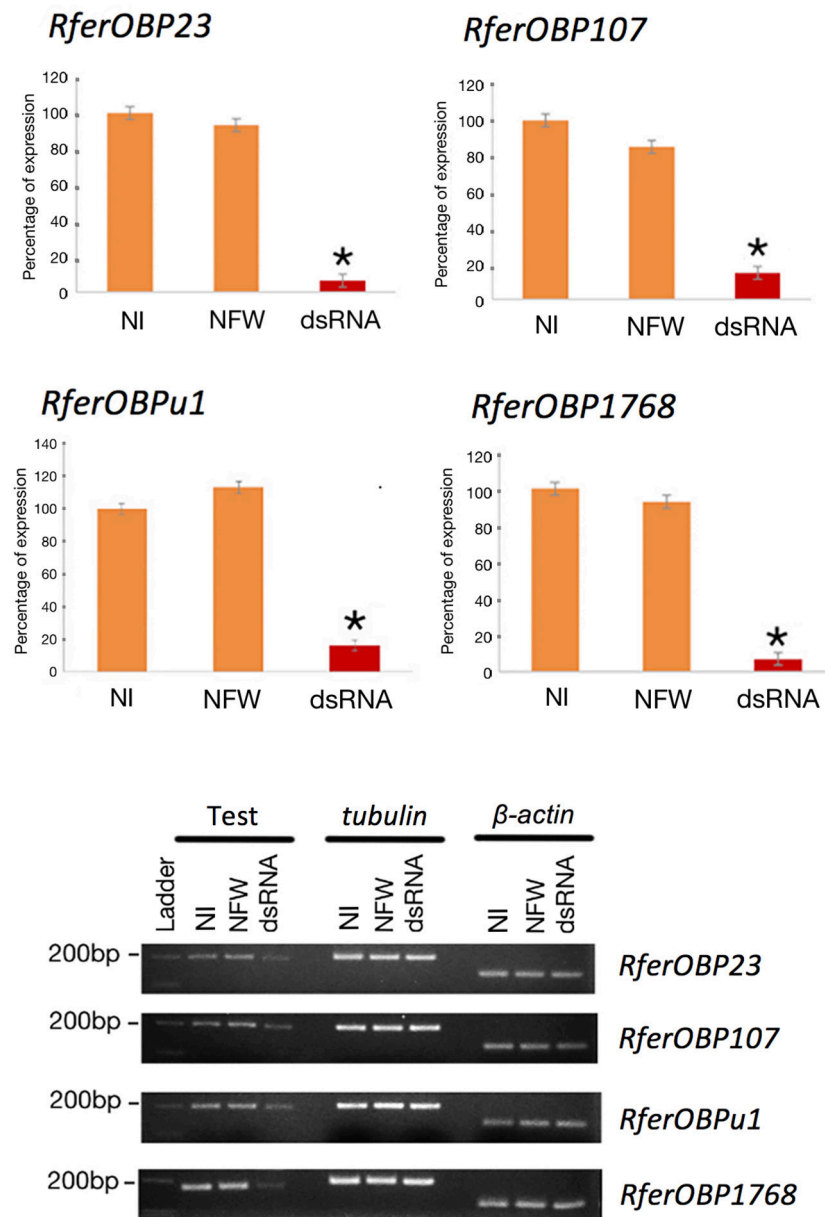 RferOBP23
Percentage of expression
120
100
80
60
40
20
0
*
NI NFW dsRNA
RferOBP107
Percentage of expression
120
100
80
60
40
20
0
*
NI NFW dsRNA
RferOBPu1
Percentage of expression
140
120
100
80
60
40
20
0
*
NI NFW dsRNA
RferOBP1768
Percentage of expression
120
100
80
60
40
20
0
*
NI NFW dsRNA
Test tubulin β-actin
Ladder NI NFW dsRNA NI NFW dsRNA NI NFW dsRNA
200bp – RferOBP23
200bp – RferOBP107
200bp – RferOBPu1
200bp – RferOBP1768